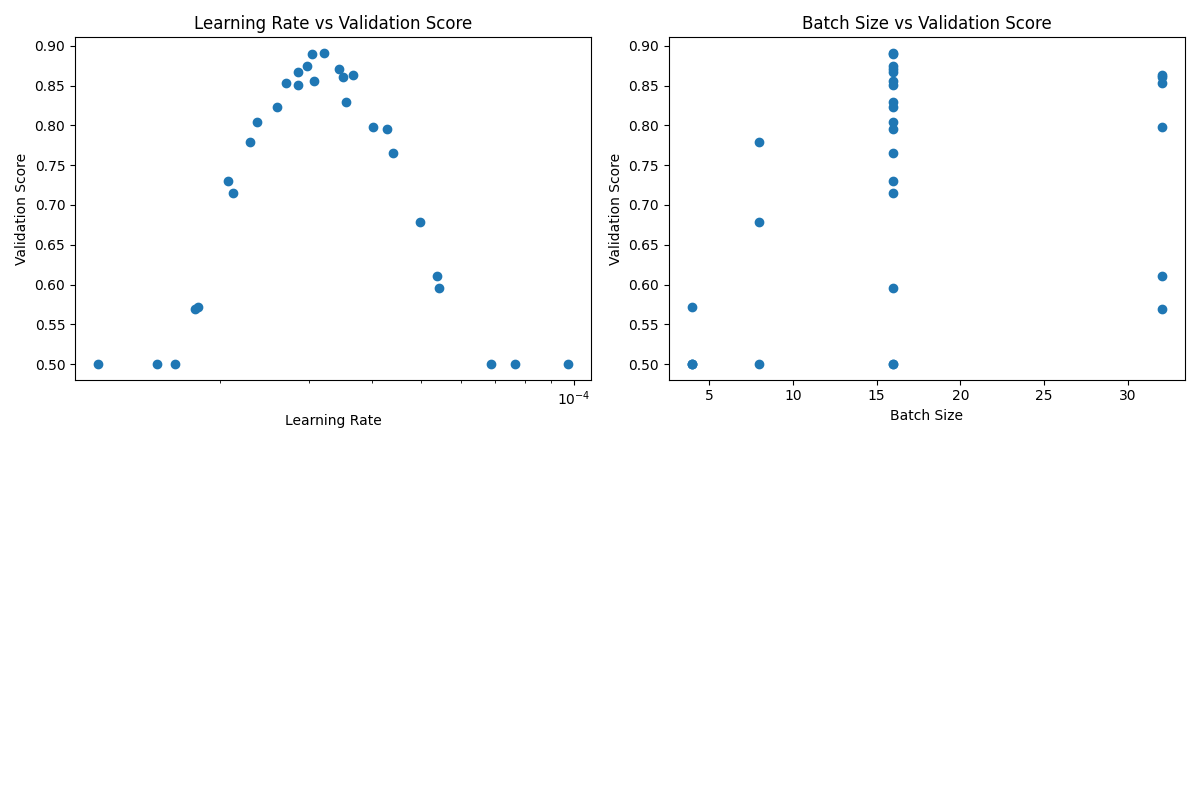 Learning Rate vs Validation Score
0.90
0.85
0.80
0.75
0.70
0.65
0.60
0.55
0.50
Validation Score
10⁻⁴
Learning Rate
Batch Size vs Validation Score
0.90
0.85
0.80
0.75
0.70
0.65
0.60
0.55
0.50
Validation Score
5 10 15 20 25 30
Batch Size